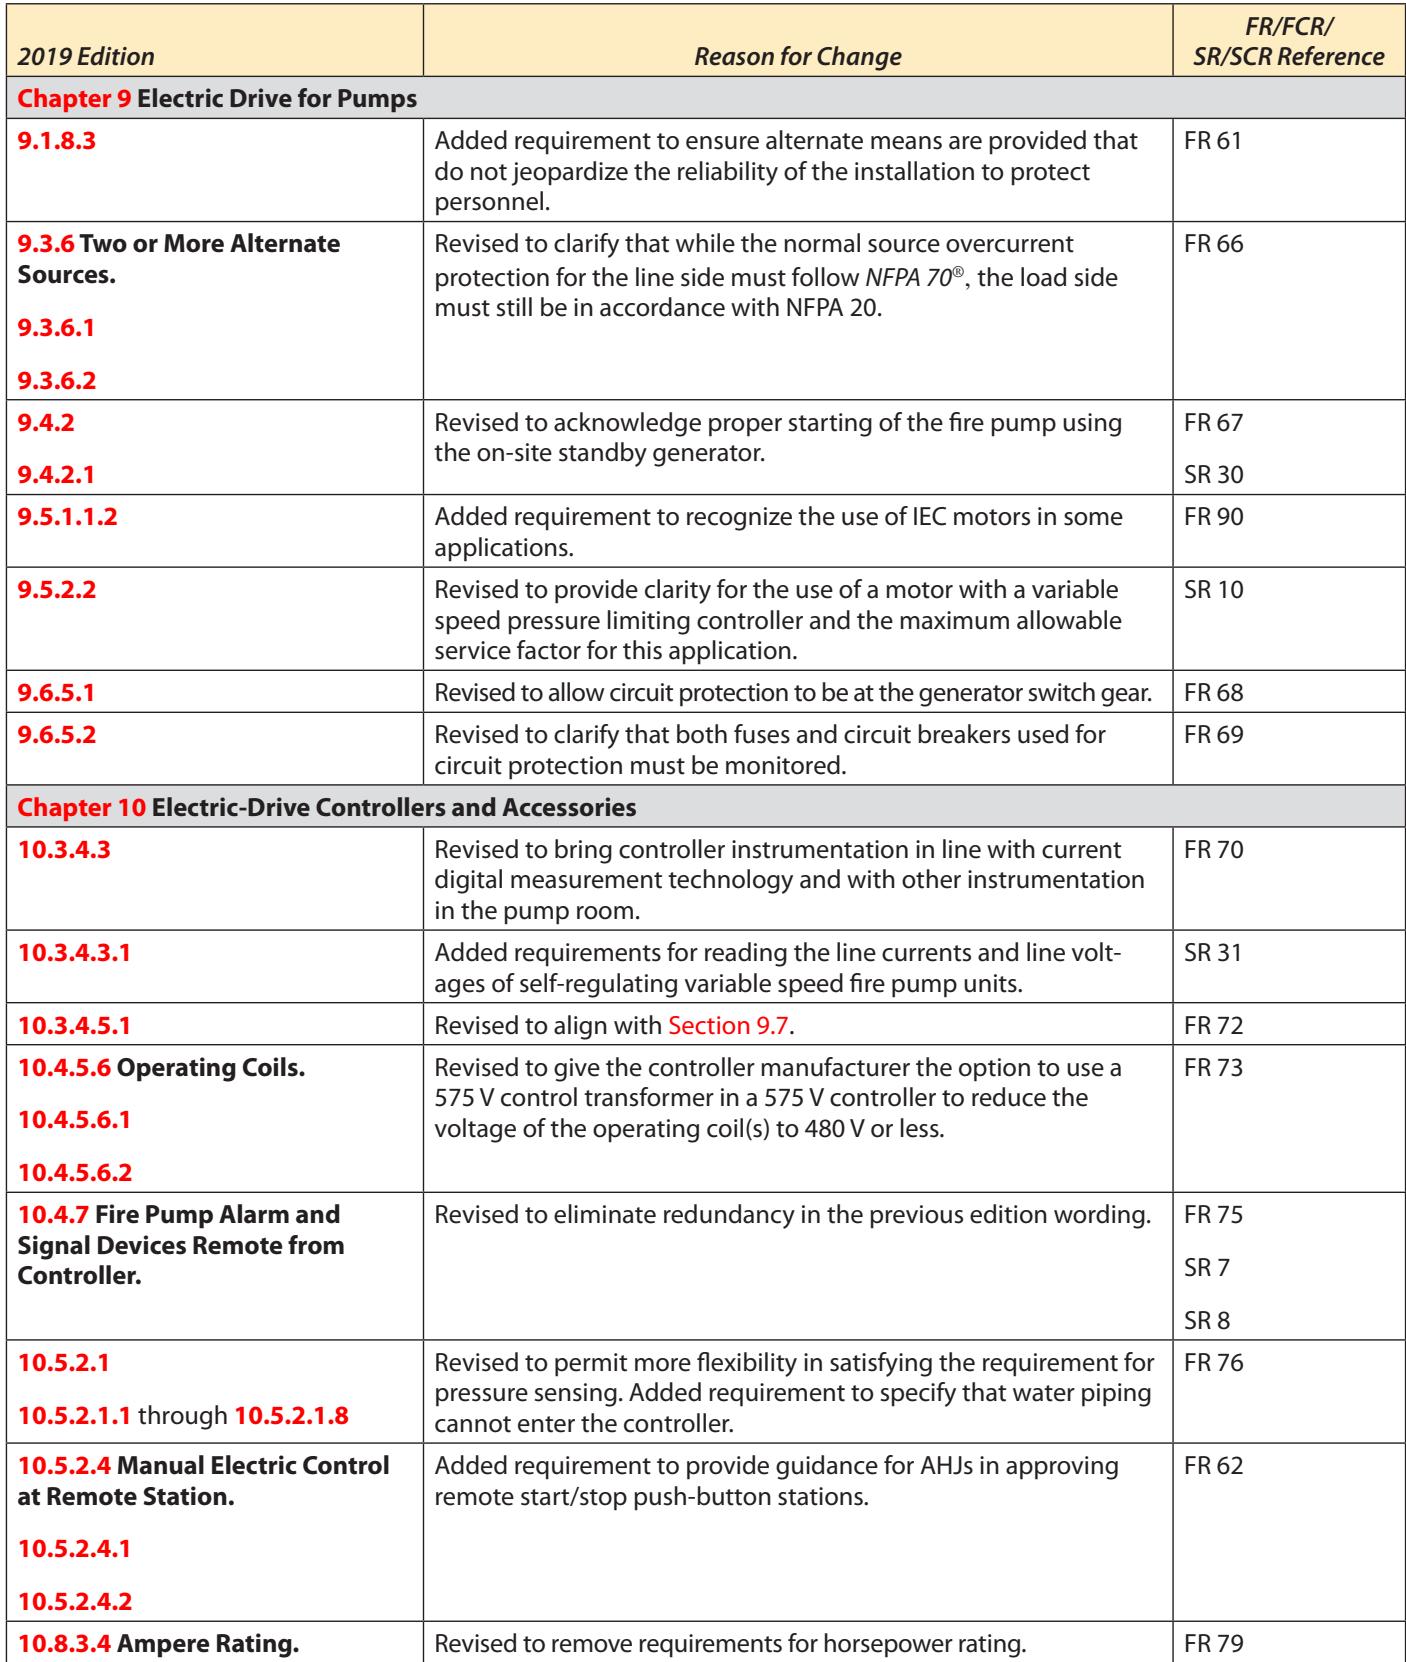 2019 Edition
Reason for Change
FR/FCR/
SR/SCR Reference
Chapter 9 Electric Drive for Pumps
9.1.8.3
Added requirement to ensure alternate means are provided that
do not jeopardize the reliability of the installation to protect
personnel.
FR 61
9.3.6 Two or More Alternate
Sources.
9.3.6.1
9.3.6.2
Revised to clarify that while the normal source overcurrent
protection for the line side must follow NFPA 70®, the load side
must still be in accordance with NFPA 20.
FR 66
9.4.2
9.4.2.1
Revised to acknowledge proper starting of the fire pump using
the on-site standby generator.
FR 67
SR 30
9.5.1.1.2
Added requirement to recognize the use of IEC motors in some
applications.
FR 90
9.5.2.2
Revised to provide clarity for the use of a motor with a variable
speed pressure limiting controller and the maximum allowable
service factor for this application.
SR 10
9.6.5.1
Revised to allow circuit protection to be at the generator switch gear.
FR 68
9.6.5.2
Revised to clarify that both fuses and circuit breakers used for
circuit protection must be monitored.
FR 69
Chapter 10 Electric-Drive Controllers and Accessories
10.3.4.3
Revised to bring controller instrumentation in line with current
digital measurement technology and with other instrumentation
in the pump room.
FR 70
10.3.4.3.1
Added requirements for reading the line currents and line volt-
ages of self-regulating variable speed fire pump units.
SR 31
10.3.4.5.1
Revised to align with Section 9.7.
FR 72
10.4.5.6 Operating Coils.
10.4.5.6.1
10.4.5.6.2
Revised to give the controller manufacturer the option to use a
575 V control transformer in a 575 V controller to reduce the
voltage of the operating coil(s) to 480 V or less.
FR 73
10.4.7 Fire Pump Alarm and
Signal Devices Remote from
Controller.
Revised to eliminate redundancy in the previous edition wording.
FR 75
SR 7
SR 8
10.5.2.1
10.5.2.1.1 through 10.5.2.1.8
Revised to permit more flexibility in satisfying the requirement for
pressure sensing. Added requirement to specify that water piping
cannot enter the controller.
FR 76
10.5.2.4 Manual Electric Control
at Remote Station.
10.5.2.4.1
10.5.2.4.2
Added requirement to provide guidance for AHJs in approving
remote start/stop push-button stations.
FR 62
10.8.3.4 Ampere Rating.
Revised to remove requirements for horsepower rating.
FR 79